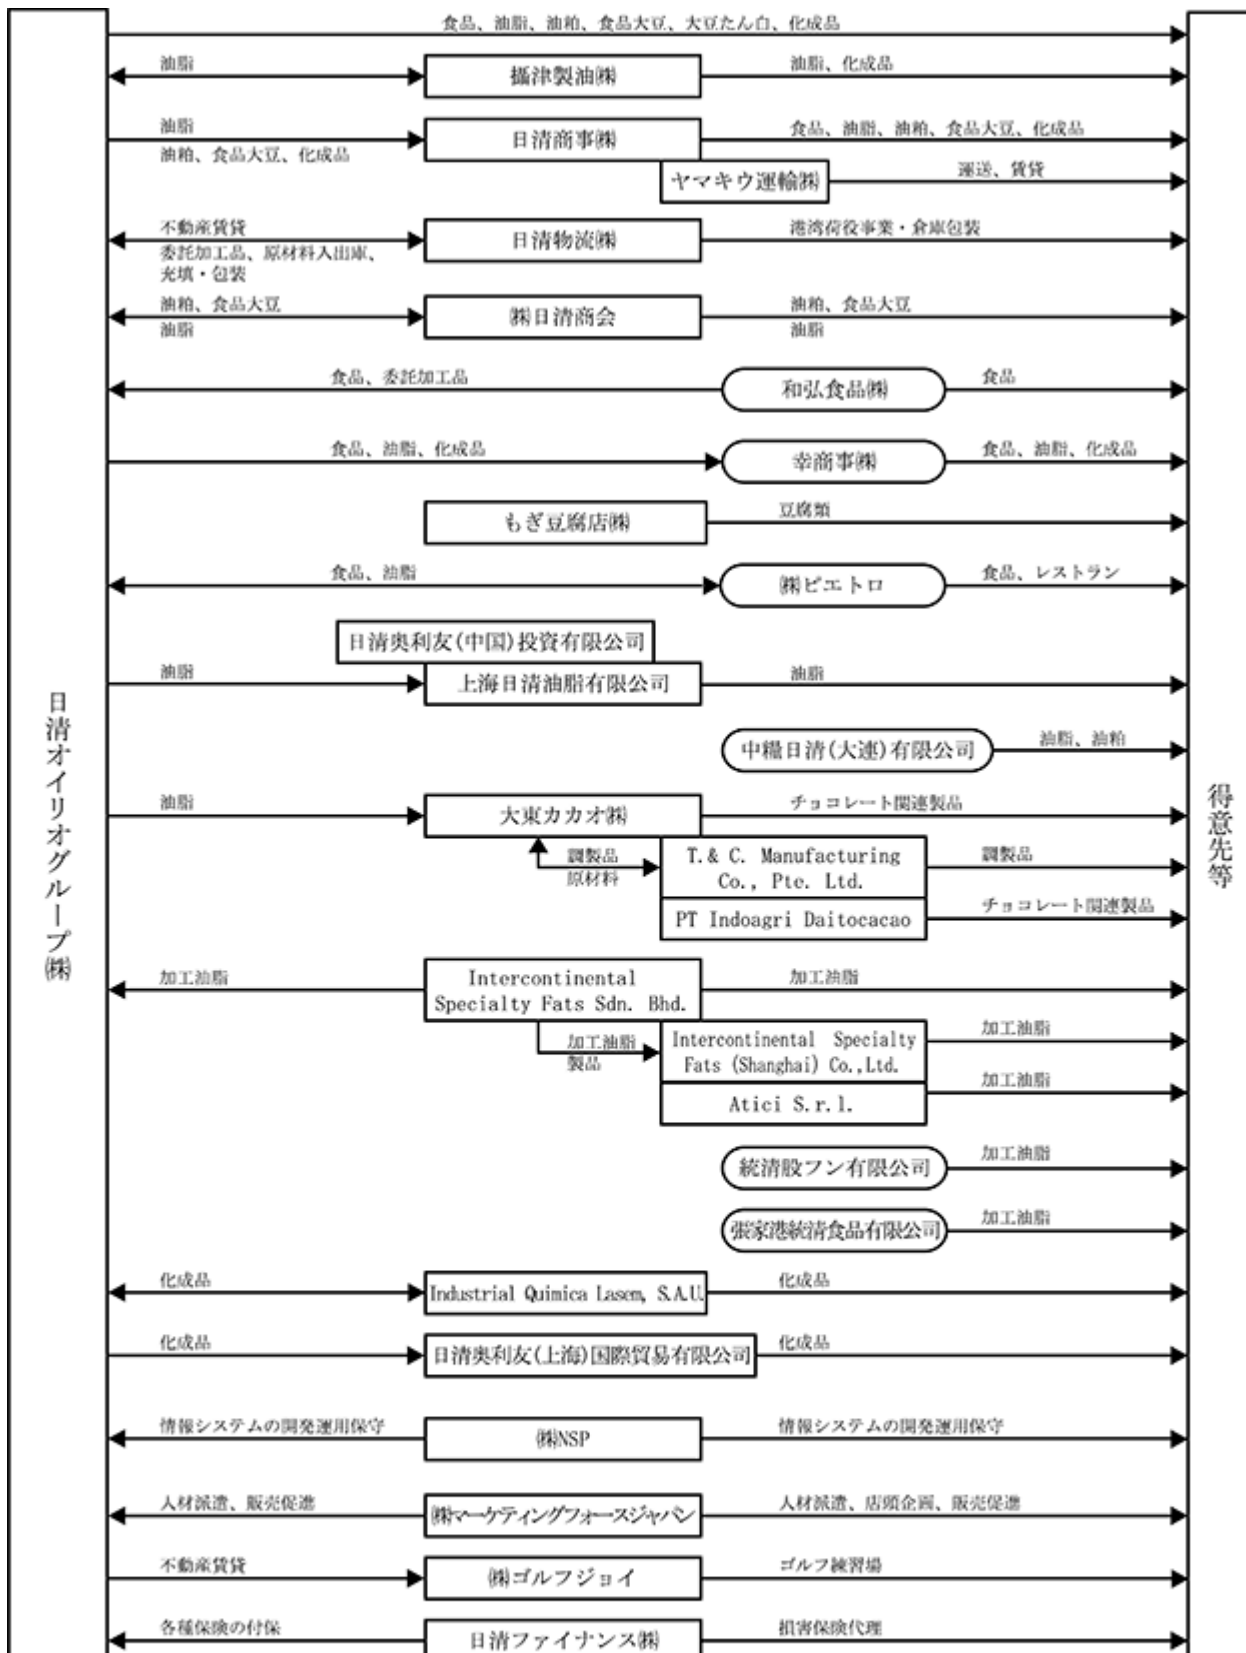 食品、油脂、油粕、食品大豆、大豆たん白、化成品
油脂
攝津製油㈱
油脂、化成品
油脂
油粕、食品大豆、化成品
日清商事㈱
食品、油脂、油粕、食品大豆、化成品
ヤマキウ運輸㈱
運送、賃貸
不動産賃貸
委託加工品、原材料入出庫、
充填・包装
日清物流㈱
港湾荷役事業・倉庫包装
油粕、食品大豆
油脂
㈱日清商会
油粕、食品大豆
油脂
食品、委託加工品
和弘食品㈱
食品
食品、油脂、化成品
幸商事㈱
食品、油脂、化成品
もぎ豆腐店㈱
豆腐類
食品、油脂
㈱ピエトロ
食品、レストラン
日清奥利友(中国)投資有限公司
油脂
上海日清油脂有限公司
油脂
中糧日清(大連)有限公司
油脂、油粕
日清オイリオグループ㈱
得意先等
油脂
大東カカオ㈱
チョコレート関連製品
調製品
原材料
T.& C. Manufacturing
Co., Pte. Ltd.
調製品
PT Indoagri Daitocacao
チョコレート関連製品
加工油脂
Intercontinental
Specialty Fats Sdn. Bhd.
加工油脂
加工油脂
製品
Intercontinental Specialty
Fats (Shanghai) Co.,Ltd.
加工油脂
Atici S.r.l.
加工油脂
統清股フン有限公司
加工油脂
張家港統清食品有限公司
加工油脂
化成品
Industrial Quimica Lasem, S.A.U.
化成品
化成品
日清奥利友(上海)国際貿易有限公司
化成品
情報システムの開発運用保守
㈱NSP
情報システムの開発運用保守
人材派遣、販売促進
㈱マーケティングフォースジャパン
人材派遣、店頭企画、販売促進
不動産賃貸
㈱ゴルフジョイ
ゴルフ練習場
各種保険の付保
日清ファイナンス㈱
損害保険代理